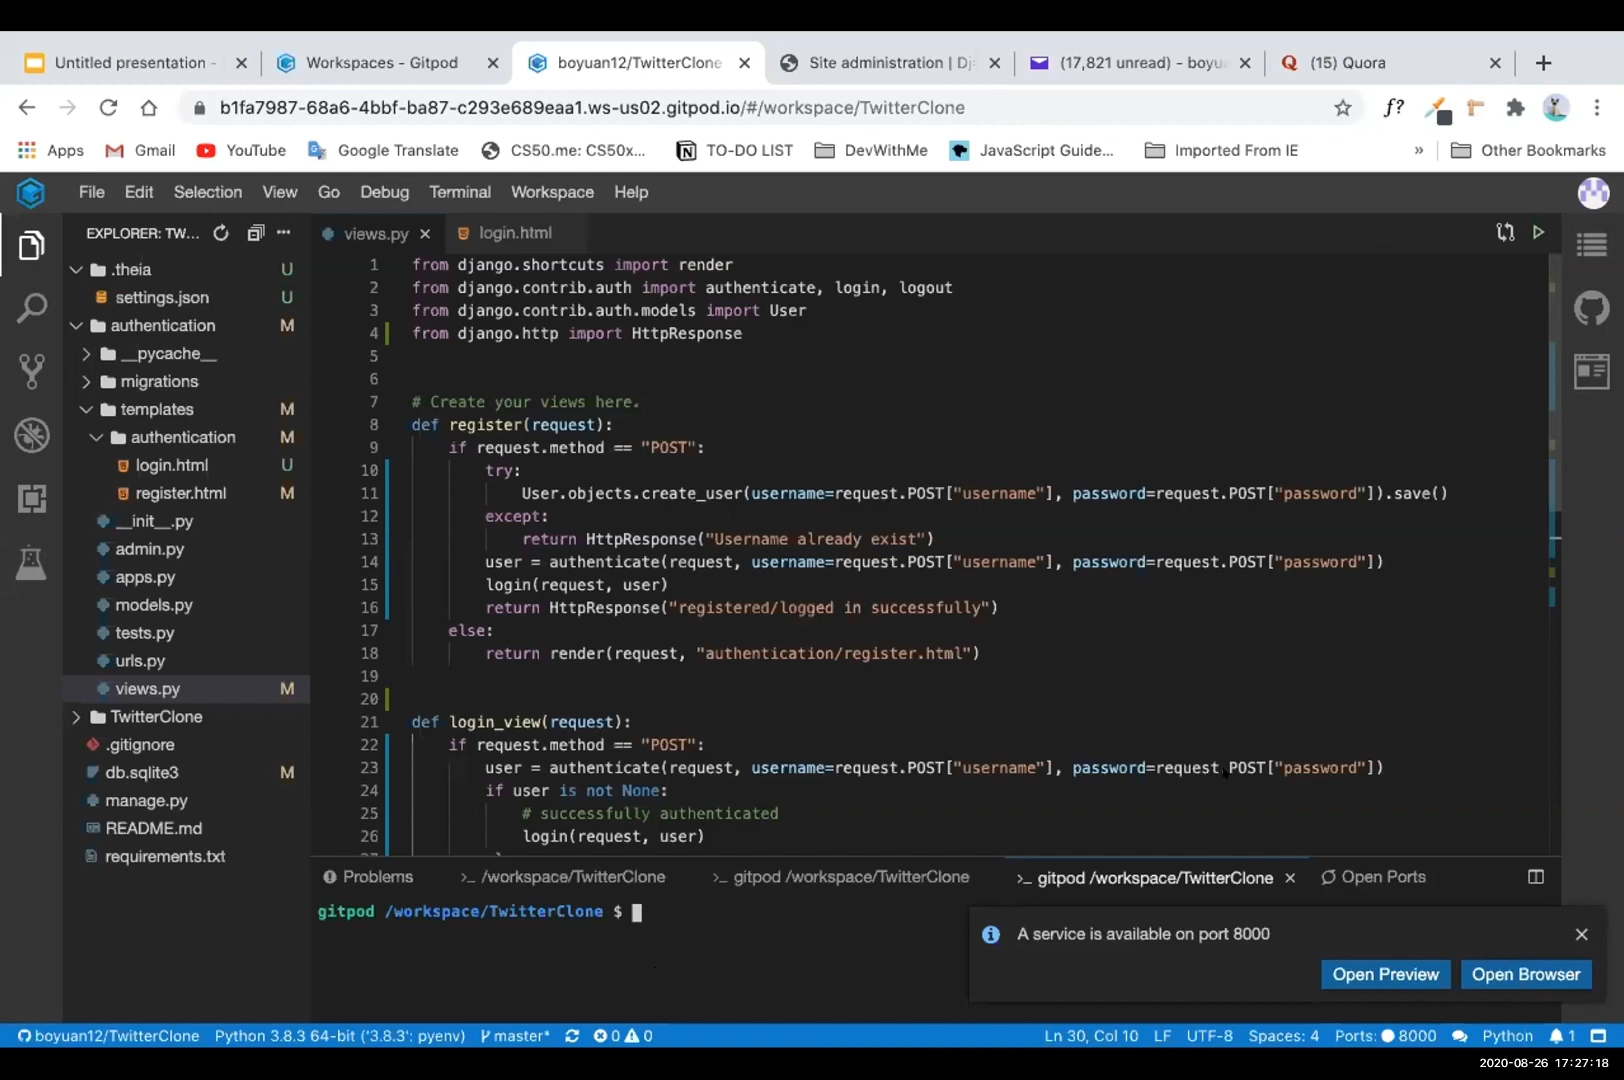 Untitled presentation -
Workspaces - Gitpod
boyuan12/TwitterClone
Site administration | Dj
(17,821 unread) - boyu
(15) Quora
b1fa7987-68a6-4bbf-ba87-c293e689eaa1.ws-us02.gitpod.io/#/workspace/TwitterClone
f?
Apps
Gmail
YouTube
Google Translate
CS50.me: CS50x...
TO-DO LIST
DevWithMe
JavaScript Guide...
Imported From IE
»
Other Bookmarks
File Edit Selection View Go Debug Terminal Workspace Help
EXPLORER: TW...
.theia U
settings.json U
authentication M
__pycache__
migrations
templates M
authentication M
login.html U
register.html M
__init__.py
admin.py
apps.py
models.py
tests.py
urls.py
views.py M
TwitterClone
.gitignore
db.sqlite3 M
manage.py
README.md
requirements.txt
views.py
login.html
1 from django.shortcuts import render
2 from django.contrib.auth import authenticate, login, logout
3 from django.contrib.auth.models import User
4 from django.http import HttpResponse
5
6
7 # Create your views here.
8 def register(request):
9 if request.method == "POST":
10 try:
11 User.objects.create_user(username=request.POST["username"], password=request.POST["password"]).save()
12 except:
13 return HttpResponse("Username already exist")
14 user = authenticate(request, username=request.POST["username"], password=request.POST["password"])
15 login(request, user)
16 return HttpResponse("registered/logged in successfully")
17 else:
18 return render(request, "authentication/register.html")
19
20
21 def login_view(request):
22 if request.method == "POST":
23 user = authenticate(request, username=request.POST["username"], password=request.POST["password"])
24 if user is not None:
25 # successfully authenticated
26 login(request, user)
Problems
>_ /workspace/TwitterClone
>_ gitpod /workspace/TwitterClone
>_ gitpod /workspace/TwitterClone
Open Ports
gitpod /workspace/TwitterClone $
A service is available on port 8000
Open Preview
Open Browser
boyuan12/TwitterClone
Python 3.8.3 64-bit ('3.8.3': pyenv)
master*
0
0
Ln 30, Col 10
LF
UTF-8
Spaces: 4
Ports: 8000
Python
1
2020-08-26 17:27:18